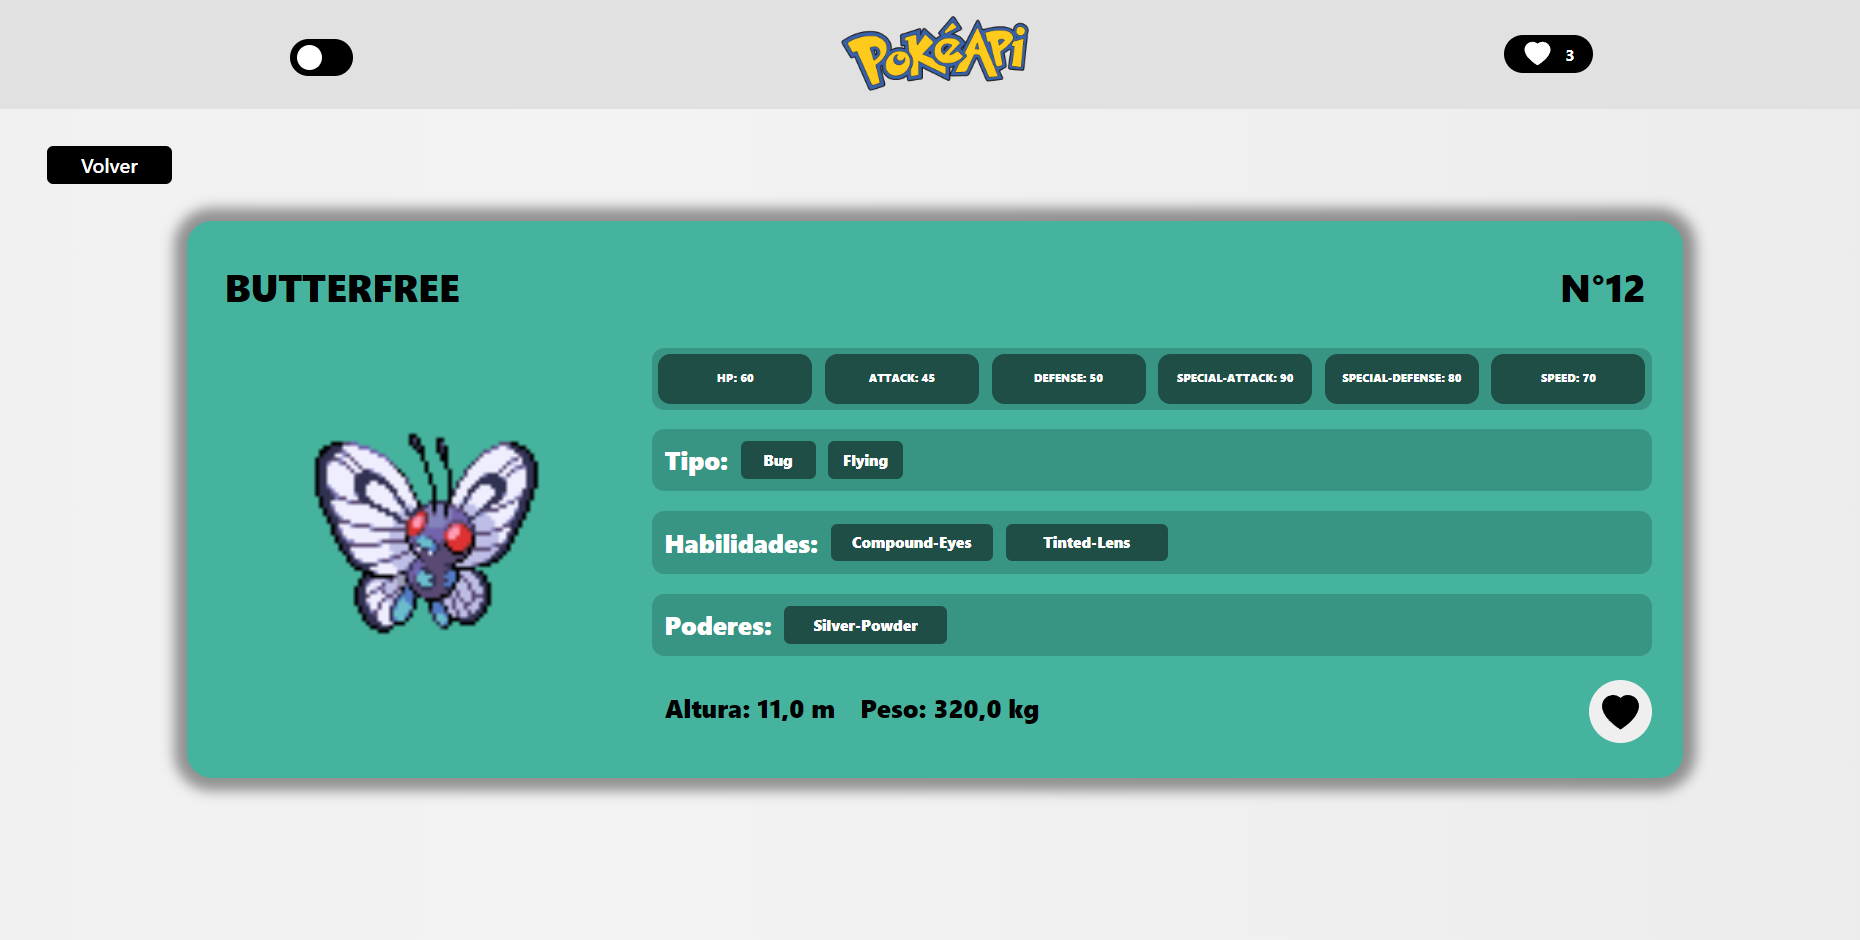 PokéApi
3
Volver
BUTTERFREE
N°12
HP: 60 ATTACK: 45 DEFENSE: 50 SPECIAL-ATTACK: 90 SPECIAL-DEFENSE: 80 SPEED: 70
Tipo: Bug Flying
Habilidades: Compound-Eyes Tinted-Lens
Poderes: Silver-Powder
Altura: 11,0 m Peso: 320,0 kg